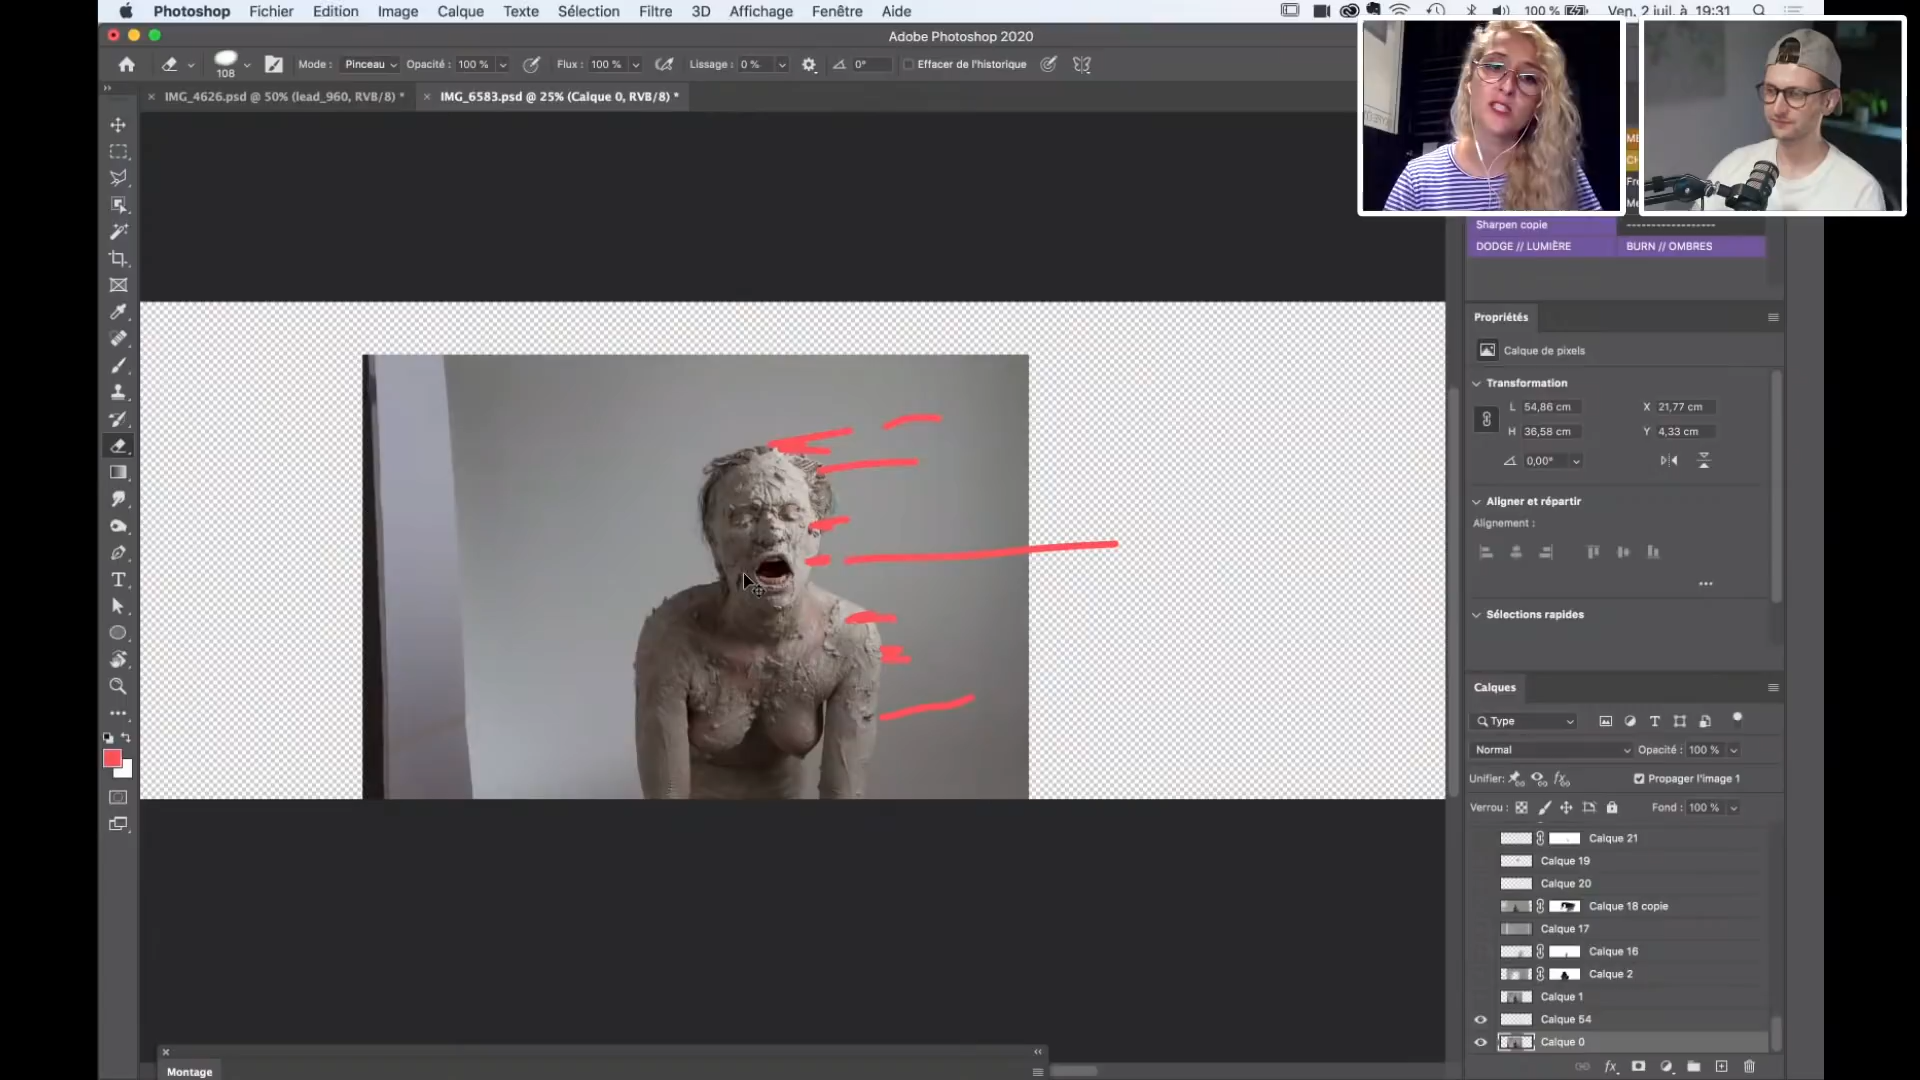 Photoshop Fichier Edition Image Calque Texte Sélection Filtre 3D Affichage Fenêtre Aide 100 % Ven. 2 juil. à 19:31
Adobe Photoshop 2020
108 Mode : Pinceau Opacité : 100 % Flux : 100 % Lissage : 0 % 0° Effacer de l'historique
IMG_4626.psd @ 50% (lead_960, RVB/8) * IMG_6583.psd @ 25% (Calque 0, RVB/8) *
Sharpen copie -------------------
DODGE // LUMIÈRE BURN // OMBRES
Propriétés
Calque de pixels
Transformation
L 54,86 cm X 21,77 cm
H 36,58 cm Y 4,33 cm
0,00°
Aligner et répartir
Alignement :
Sélections rapides
Calques
Type
Normal Opacité : 100 %
Unifier : Propager l'image 1
Verrou : Fond : 100 %
Calque 21
Calque 19
Calque 20
Calque 18 copie
Calque 17
Calque 16
Calque 2
Calque 1
Calque 54
Calque 0
Montage